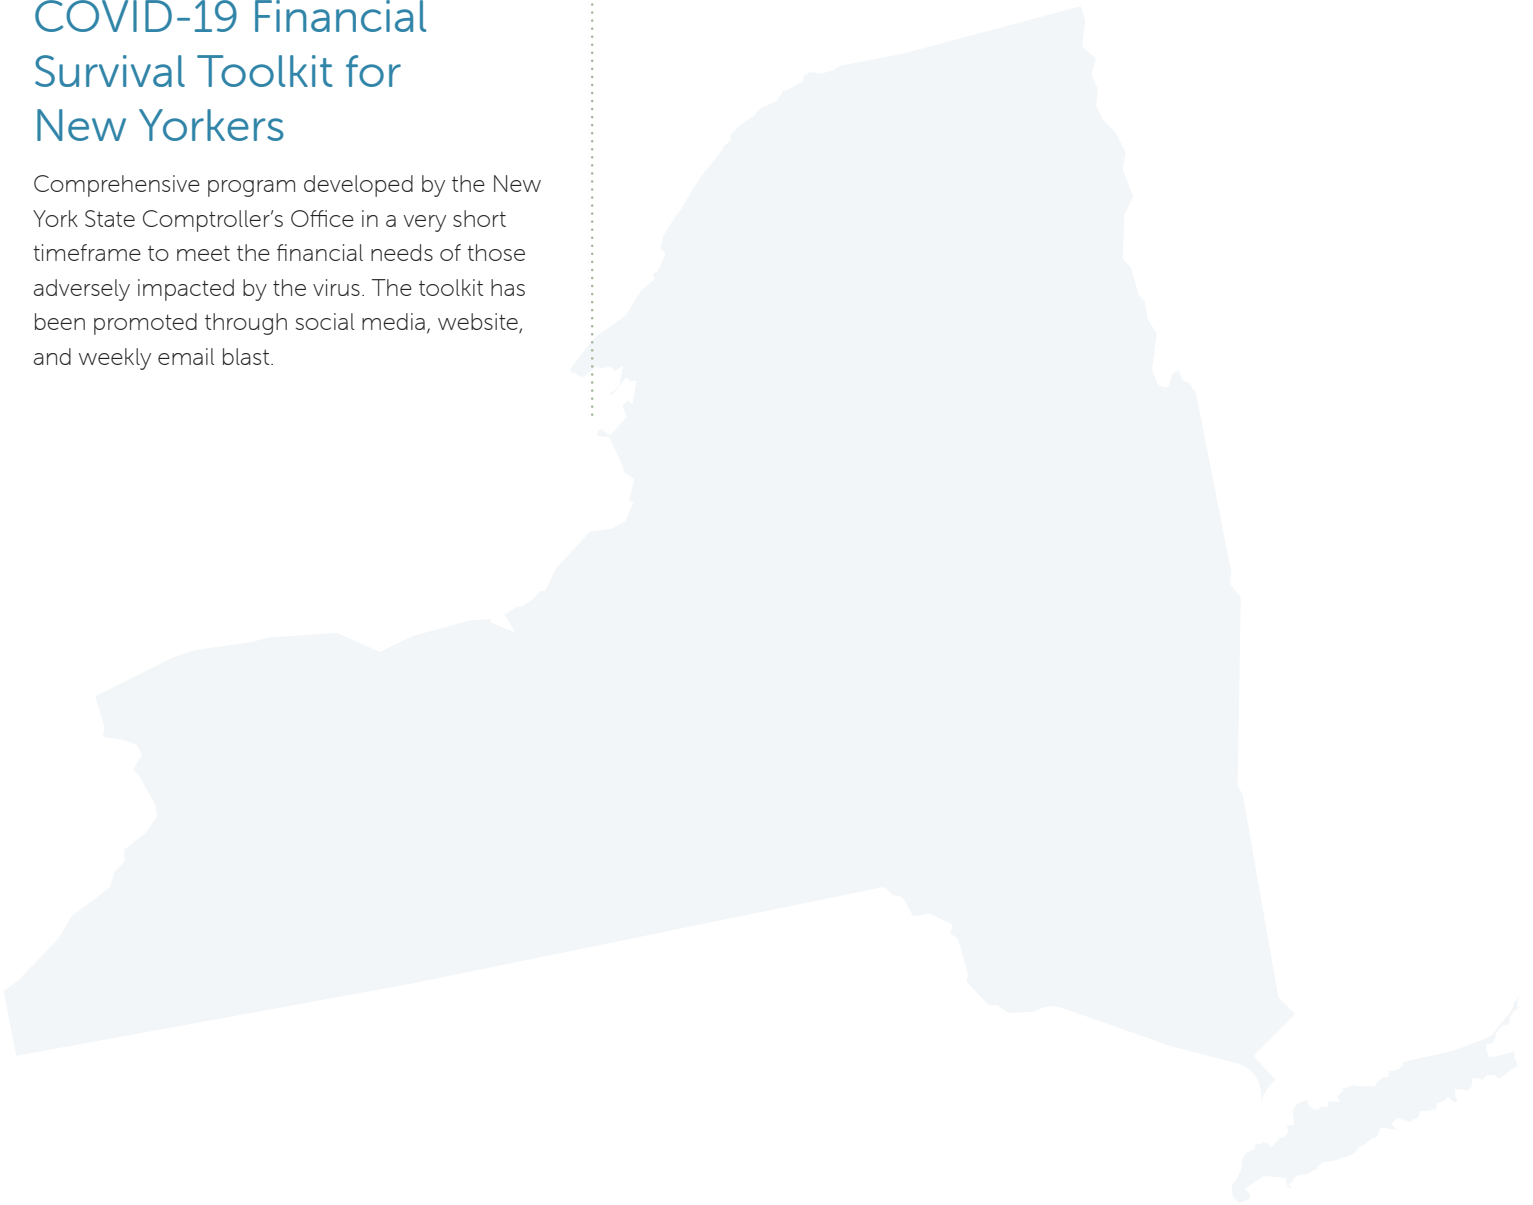 COVID-19 Financial
Survival Toolkit for
New Yorkers
Comprehensive program developed by the New
York State Comptroller’s Office in a very short
timeframe to meet the financial needs of those
adversely impacted by the virus. The toolkit has
been promoted through social media, website,
and weekly email blast.